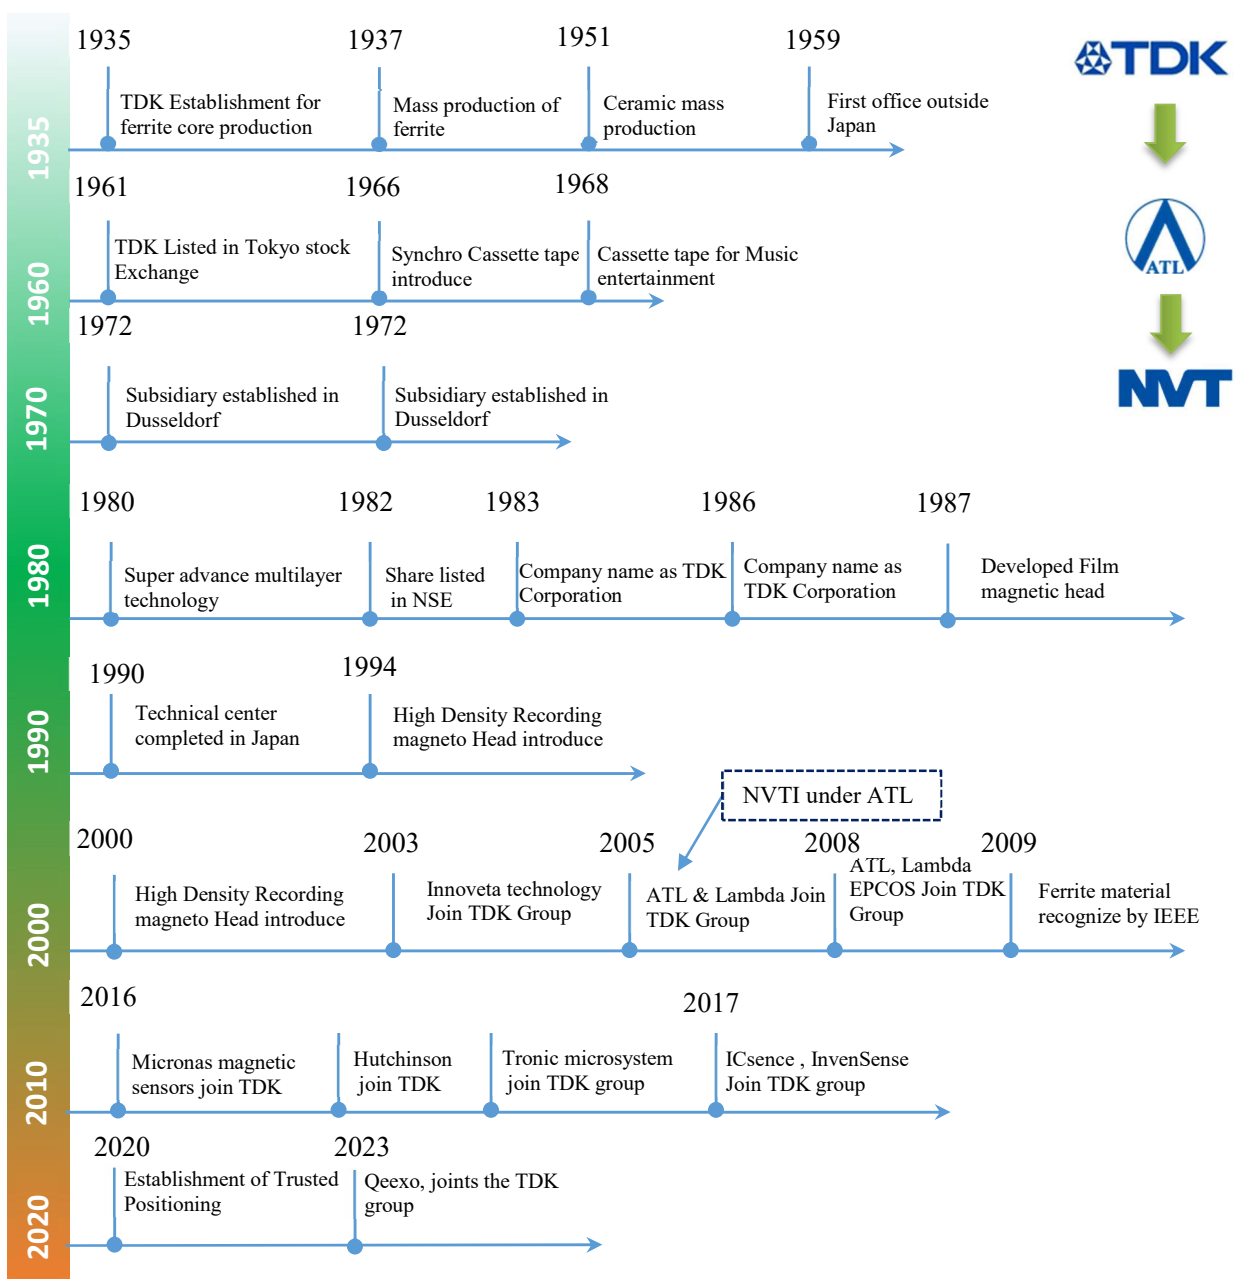 1935
1937
1951
1959
TDK
TDK Establishment for
ferrite core production
Mass production of
ferrite
Ceramic mass
production
First office outside
Japan
1935
1961
1966
1968
TDK Listed in Tokyo stock
Exchange
Synchro Cassette tape
introduce
Cassette tape for Music
entertainment
ATL
1960
1972
1972
NVT
Subsidiary established in
Dusseldorf
Subsidiary established in
Dusseldorf
1970
1980
1982
1983
1986
1987
Super advance multilayer
technology
Share listed
in NSE
Company name as TDK
Corporation
Company name as
TDK Corporation
Developed Film
magnetic head
1980
1990
1994
Technical center
completed in Japan
High Density Recording
magneto Head introduce
1990
NVTI under ATL
2000
2003
2005
2008
2009
High Density Recording
magneto Head introduce
Innoveta technology
Join TDK Group
ATL & Lambda Join
TDK Group
ATL, Lambda
EPCOS Join TDK
Group
Ferrite material
recognize by IEEE
2000
2016
2017
Micronas magnetic
sensors join TDK
Hutchinson
join TDK
Tronic microsystem
join TDK group
ICsence , InvenSense
Join TDK group
2010
2020
2023
Establishment of Trusted
Positioning
Qeexo, joints the TDK
group
2020